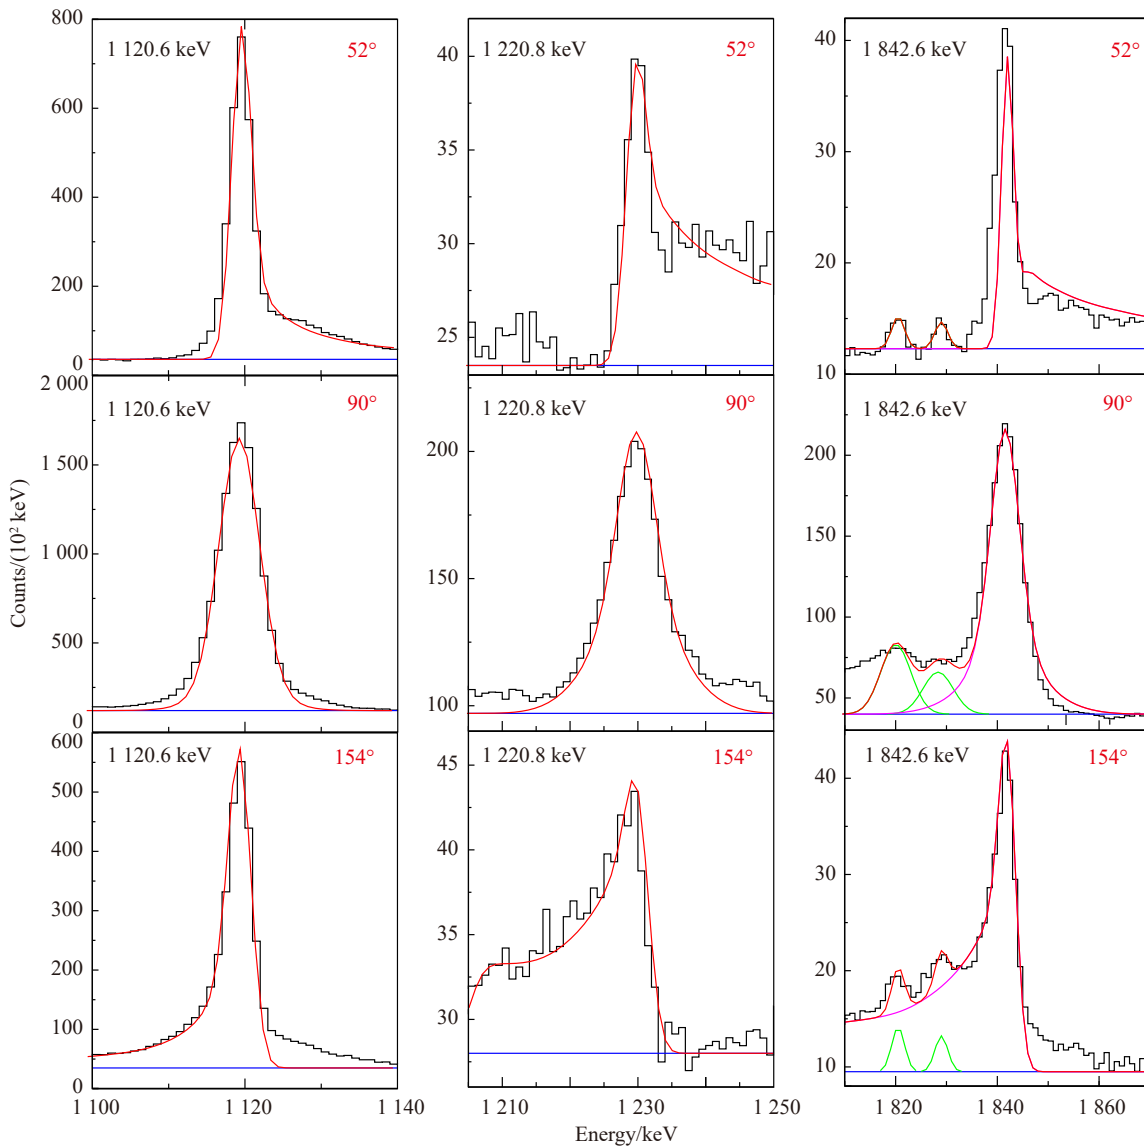 1 120.6 keV 52°
800
600
400
200
0
1 220.8 keV 52°
40
35
30
25
1 842.6 keV 52°
40
30
20
10
1 120.6 keV 90°
2 000
1 500
1 000
500
0
1 220.8 keV 90°
200
150
100
1 842.6 keV 90°
200
150
100
50
1 120.6 keV 154°
600
500
400
300
200
100
0
1 220.8 keV 154°
45
40
35
30
1 842.6 keV 154°
40
30
20
10
Counts/(10² keV)
1 100 1 120 1 140
1 210 1 230 1 250
1 820 1 840 1 860
Energy/keV